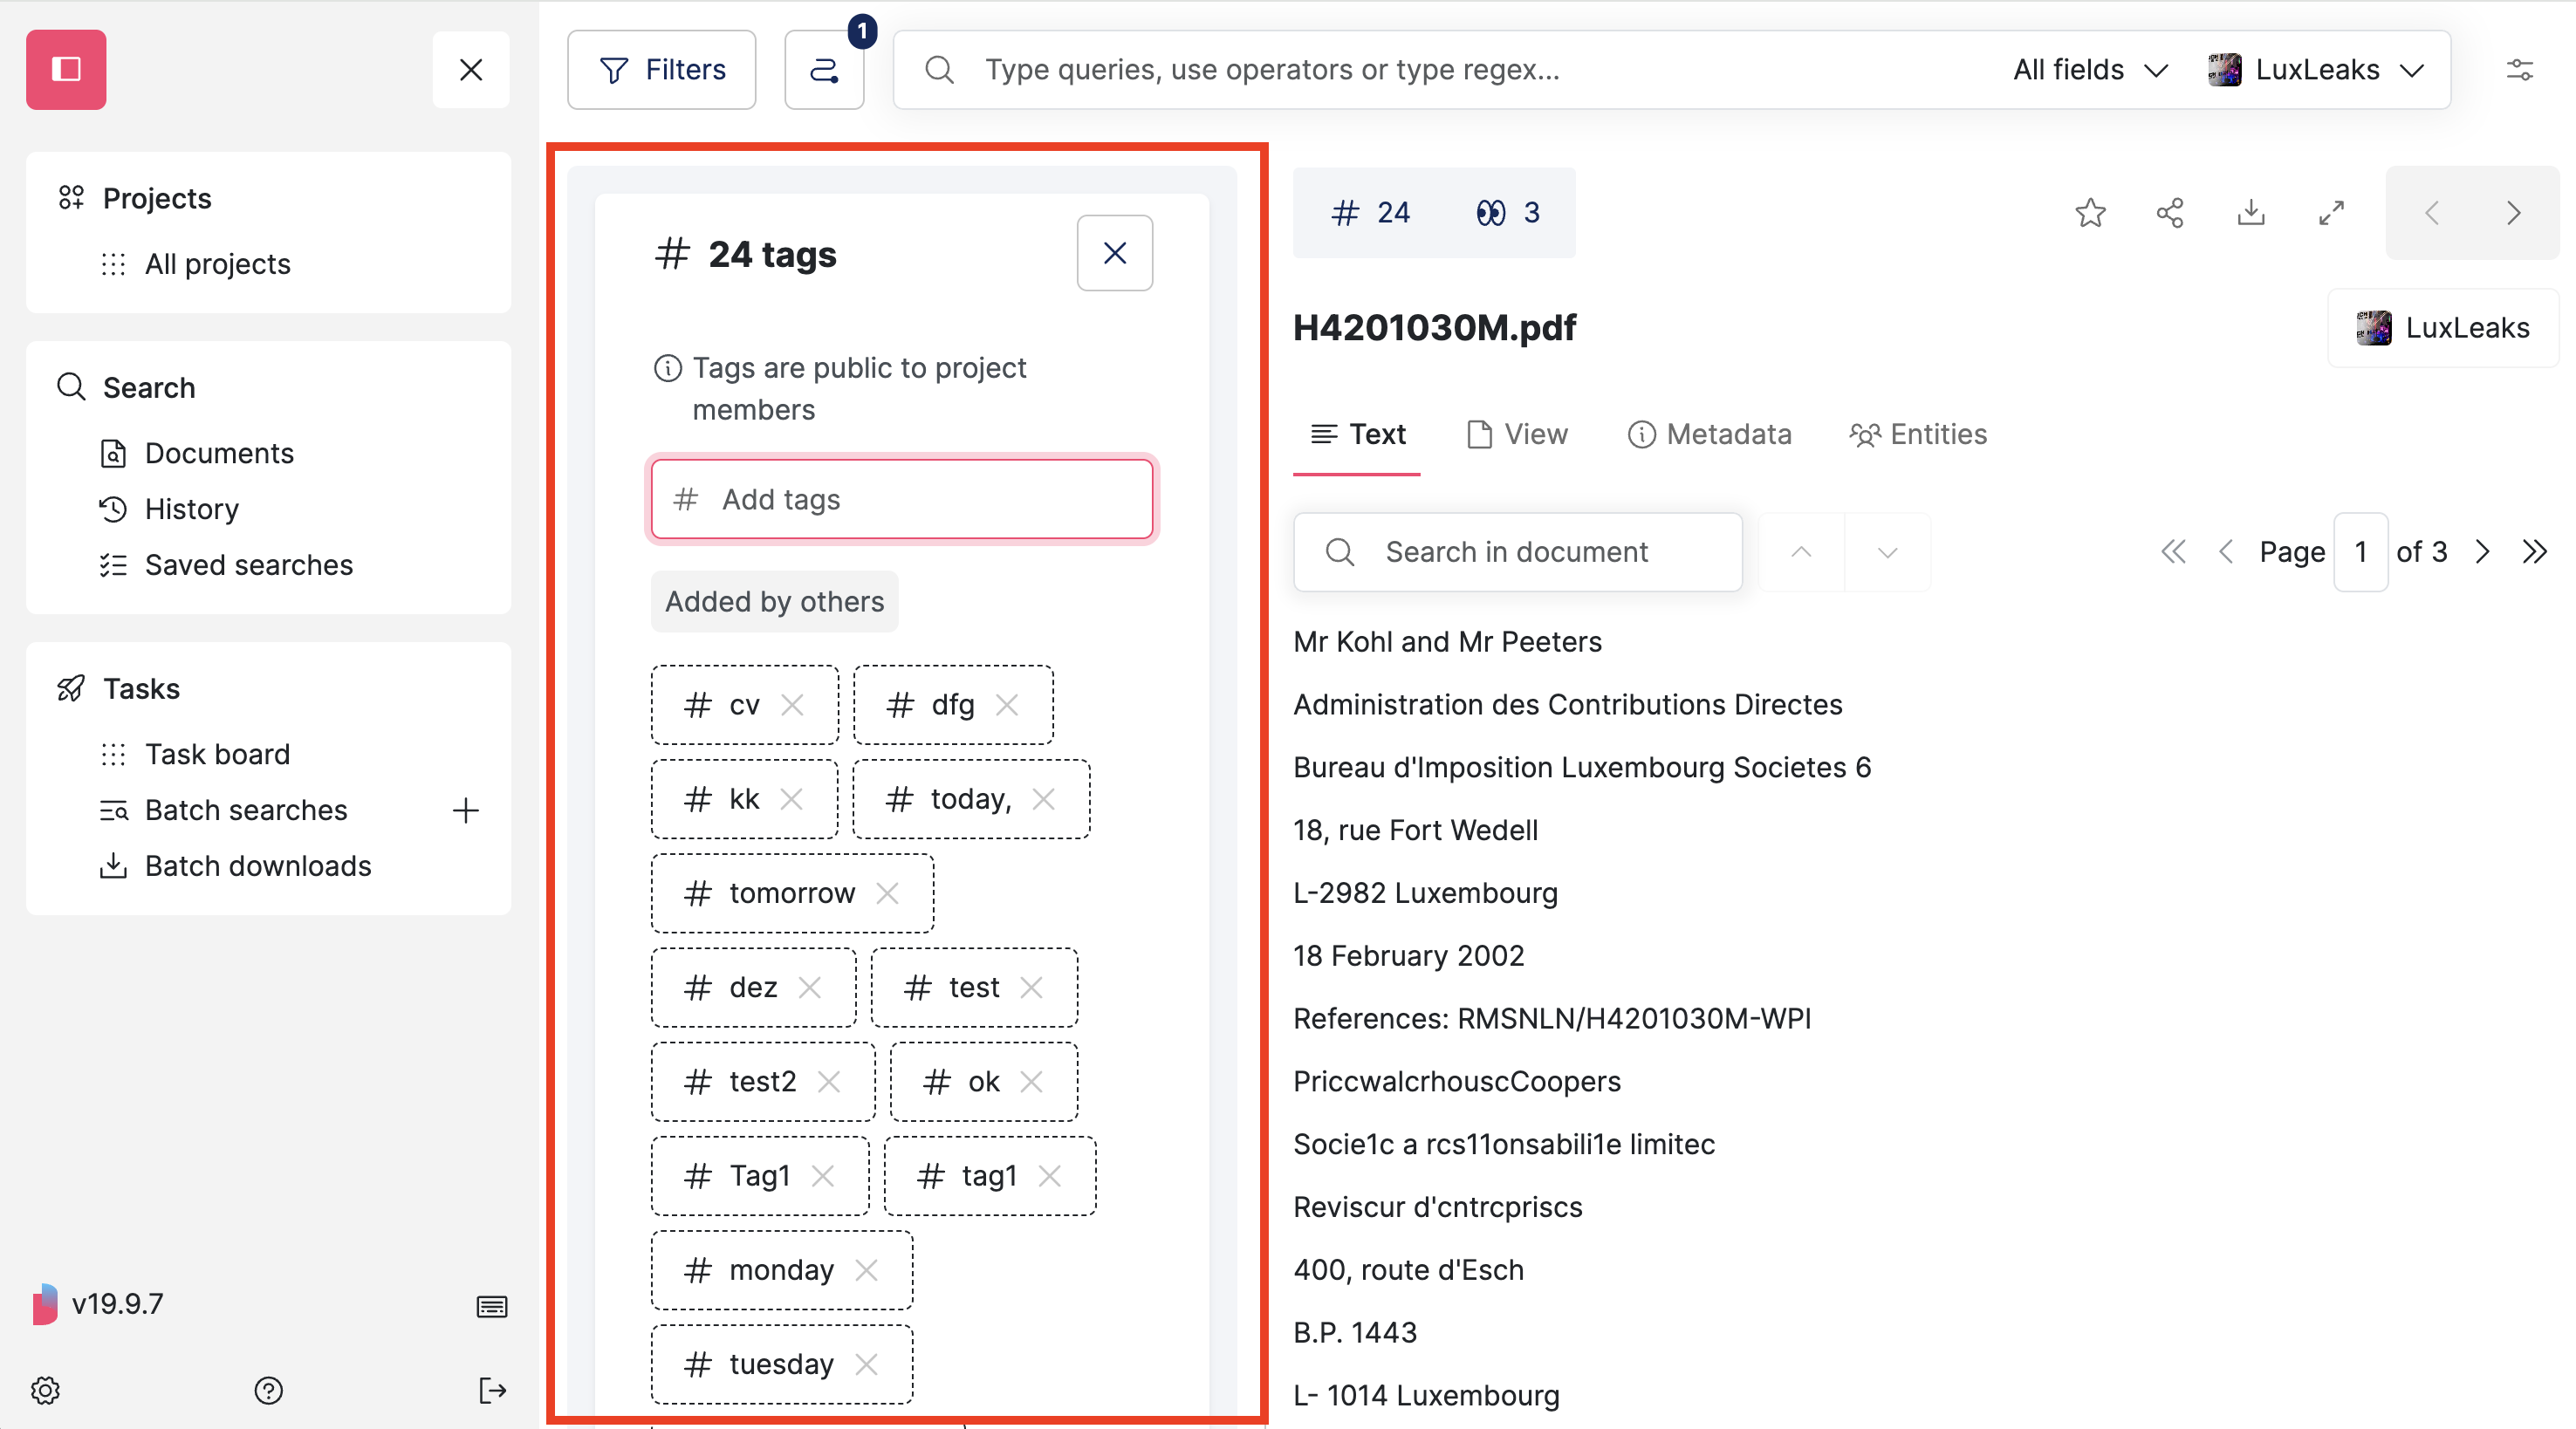 Projects
All projects
Search
Documents
History
Saved searches
Tasks
Task board
Batch searches
Batch downloads
v19.9.7
Filters
1
Type queries, use operators or type regex...
All fields
LuxLeaks
# 24 tags
Tags are public to project
members
# Add tags
Added by others
# cv
# dfg
# kk
# today,
# tomorrow
# dez
# test
# test2
# ok
# Tag1
# tag1
# monday
# tuesday
# 24
3
H4201030M.pdf
LuxLeaks
Text
View
Metadata
Entities
Search in document
Page 1 of 3
Mr Kohl and Mr Peeters
Administration des Contributions Directes
Bureau d'Imposition Luxembourg Societes 6
18, rue Fort Wedell
L-2982 Luxembourg
18 February 2002
References: RMSNLN/H4201030M-WPI
PriccwalcrhouscCoopers
Socie1c a rcs11onsabili1e limitec
Reviscur d'cntrcpriscs
400, route d'Esch
B.P. 1443
L- 1014 Luxembourg